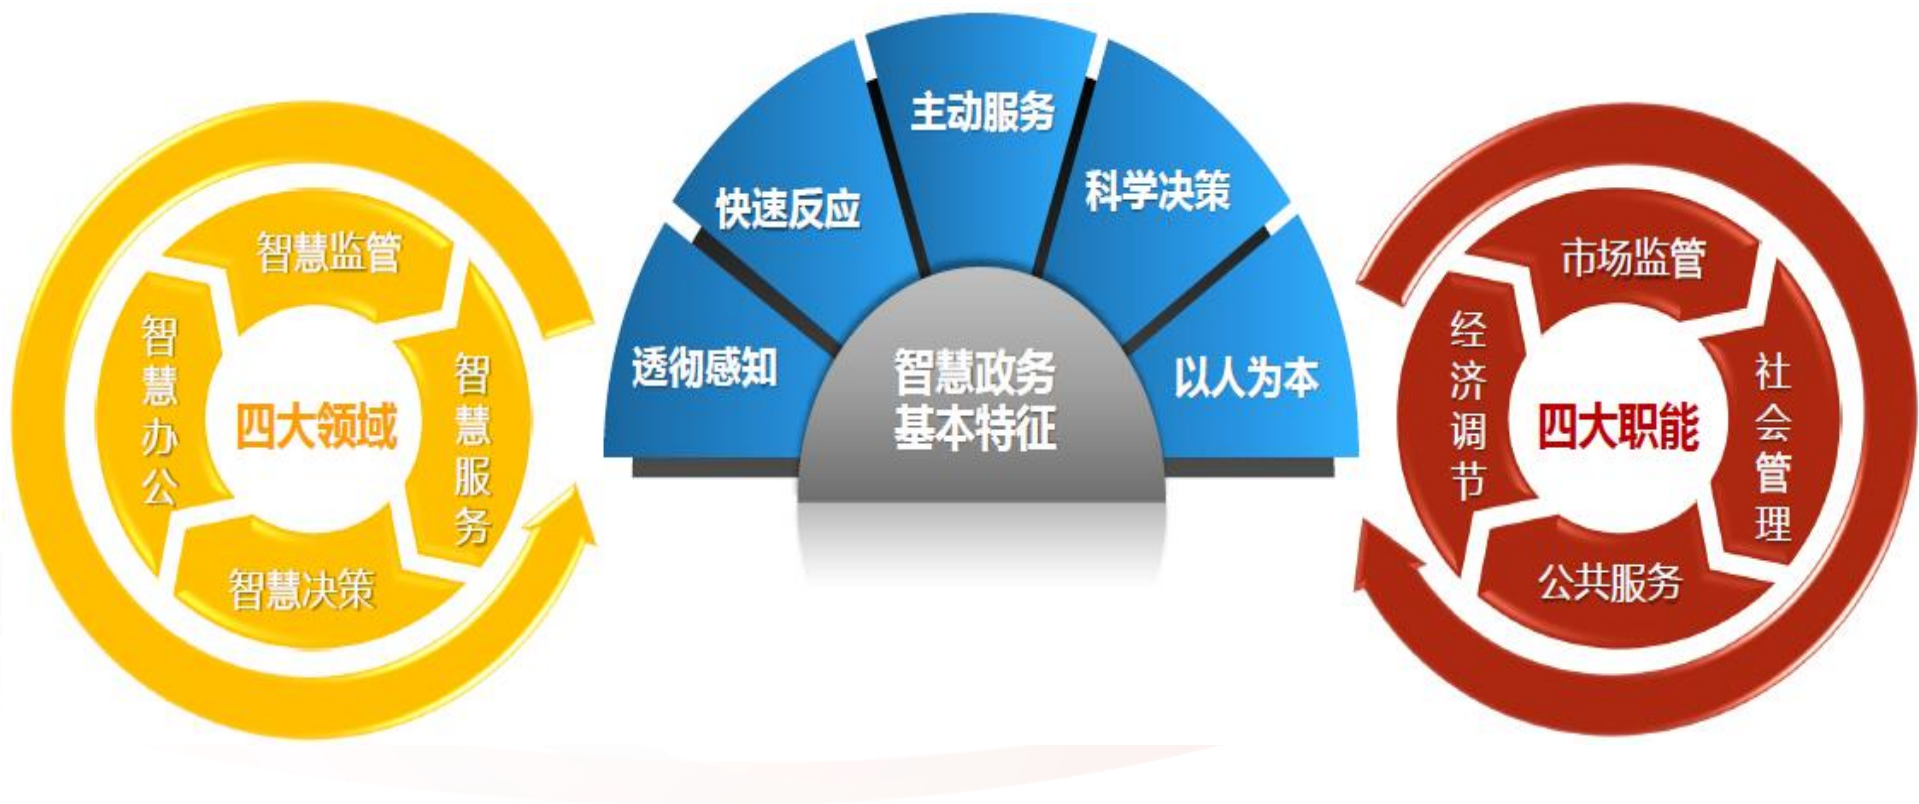 智慧监管
智慧办公
智慧服务
四大领域
智慧决策
主动服务
快速反应
科学决策
透彻感知
以人为本
智慧政务
基本特征
市场监管
经济调节
社会管理
四大职能
公共服务